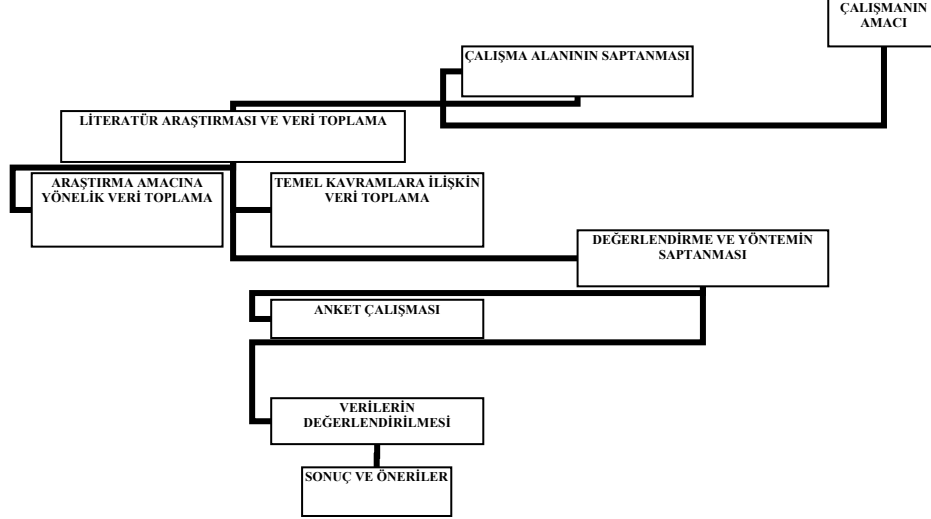 ÇALIŞMANIN
AMACI
ÇALIŞMA ALANININ SAPTANMASI
LİTERATÜR ARAŞTIRMASI VE VERİ TOPLAMA
ARAŞTIRMA AMACINA
YÖNELİK VERİ TOPLAMA
TEMEL KAVRAMLARA İLİŞKİN
VERİ TOPLAMA
DEĞERLENDİRME VE YÖNTEMİN
SAPTANMASI
ANKET ÇALIŞMASI
VERİLERİN
DEĞERLENDİRİLMESİ
SONUÇ VE ÖNERİLER